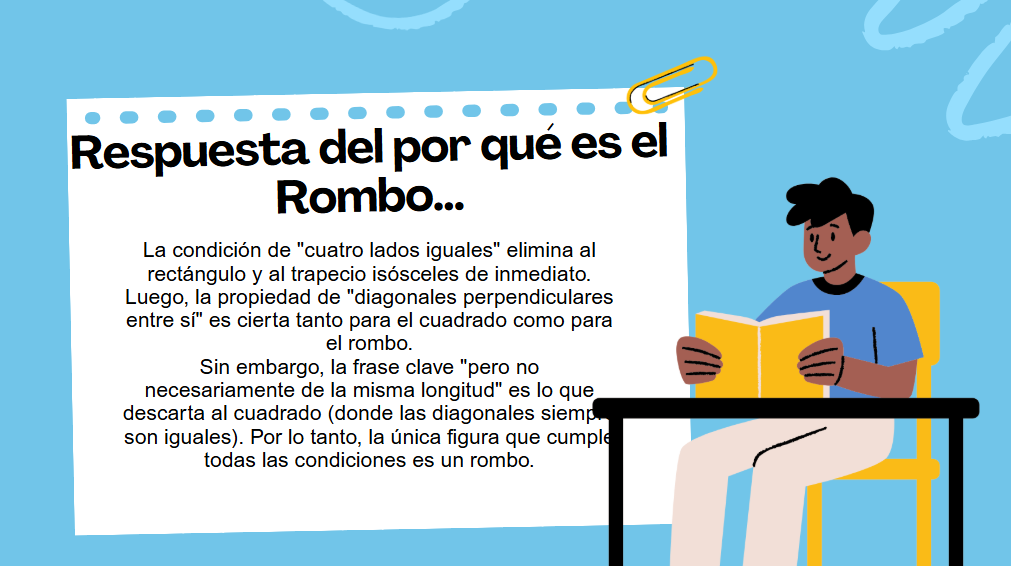 Respuesta del por qué es el
Rombo...
La condición de "cuatro lados iguales" elimina al
rectángulo y al trapecio isósceles de inmediato.
Luego, la propiedad de "diagonales perpendiculares
entre sí" es cierta tanto para el cuadrado como para
el rombo.
Sin embargo, la frase clave "pero no
necesariamente de la misma longitud" es lo que
descarta al cuadrado (donde las diagonales siempre
son iguales). Por lo tanto, la única figura que cumple
todas las condiciones es un rombo.